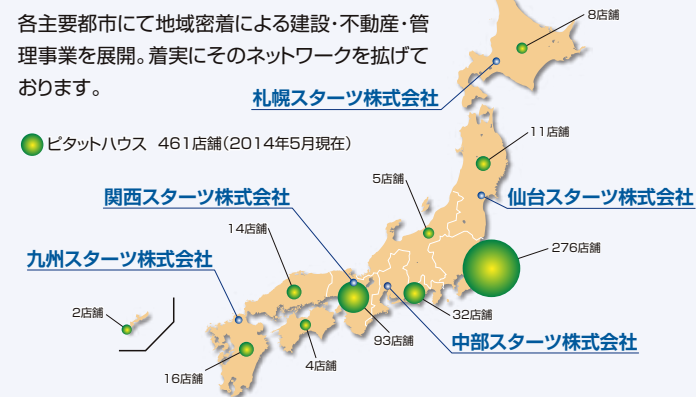 各主要都市にて地域密着による建設・不動産・管
理事業を展開。着実にそのネットワークを拡げて
おります。
ピタットハウス 461店舗(2014年5月現在)
8店舗
札幌スターツ株式会社
11店舗
5店舗
関西スターツ株式会社
仙台スターツ株式会社
14店舗
276店舗
九州スターツ株式会社
2店舗
32店舗
93店舗
中部スターツ株式会社
4店舗
16店舗